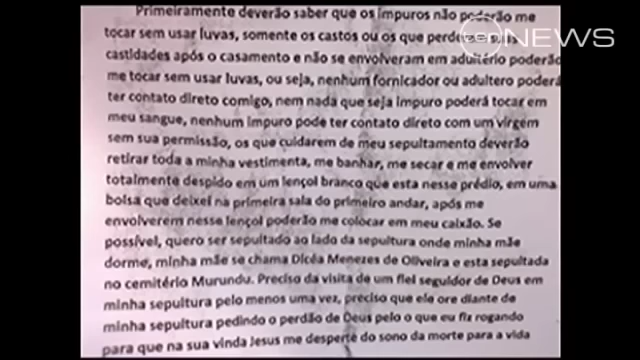 Primeiramente deverão saber que os impuros não poderão me
tocar sem usar luvas, somente os castos ou os que perderam suas
castidades após o casamento e não se envolveram em adultério poderão
me tocar sem usar luvas, ou seja, nenhum fornicador ou adultero poderá
ter contato direto comigo, nem nada que seja impuro poderá tocar em
meu sangue, nenhum impuro pode ter contato direto com um virgem
sem sua permissão, os que cuidarem de meu sepultamento deverão
retirar toda a minha vestimenta, me banhar, me secar e me envolver
totalmente despido em um lençol branco que esta nesse prédio, em uma
bolsa que deixei na primeira sala do primeiro andar, após me
envolverem nesse lençol poderão me colocar em meu caixão. Se
possível, quero ser sepultado ao lado da sepultura onde minha mãe
dorme, minha mãe se chama Dicéa Menezes de Oliveira e esta sepultada
no cemitério Murundu. Preciso da visita de um fiel seguidor de Deus em
minha sepultura pelo menos uma vez, preciso que ele ore diante de
minha sepultura pedindo o perdão de Deus pelo o que eu fiz rogando
para que na sua vinda Jesus me desperte do sono da morte para a vida
NEWS